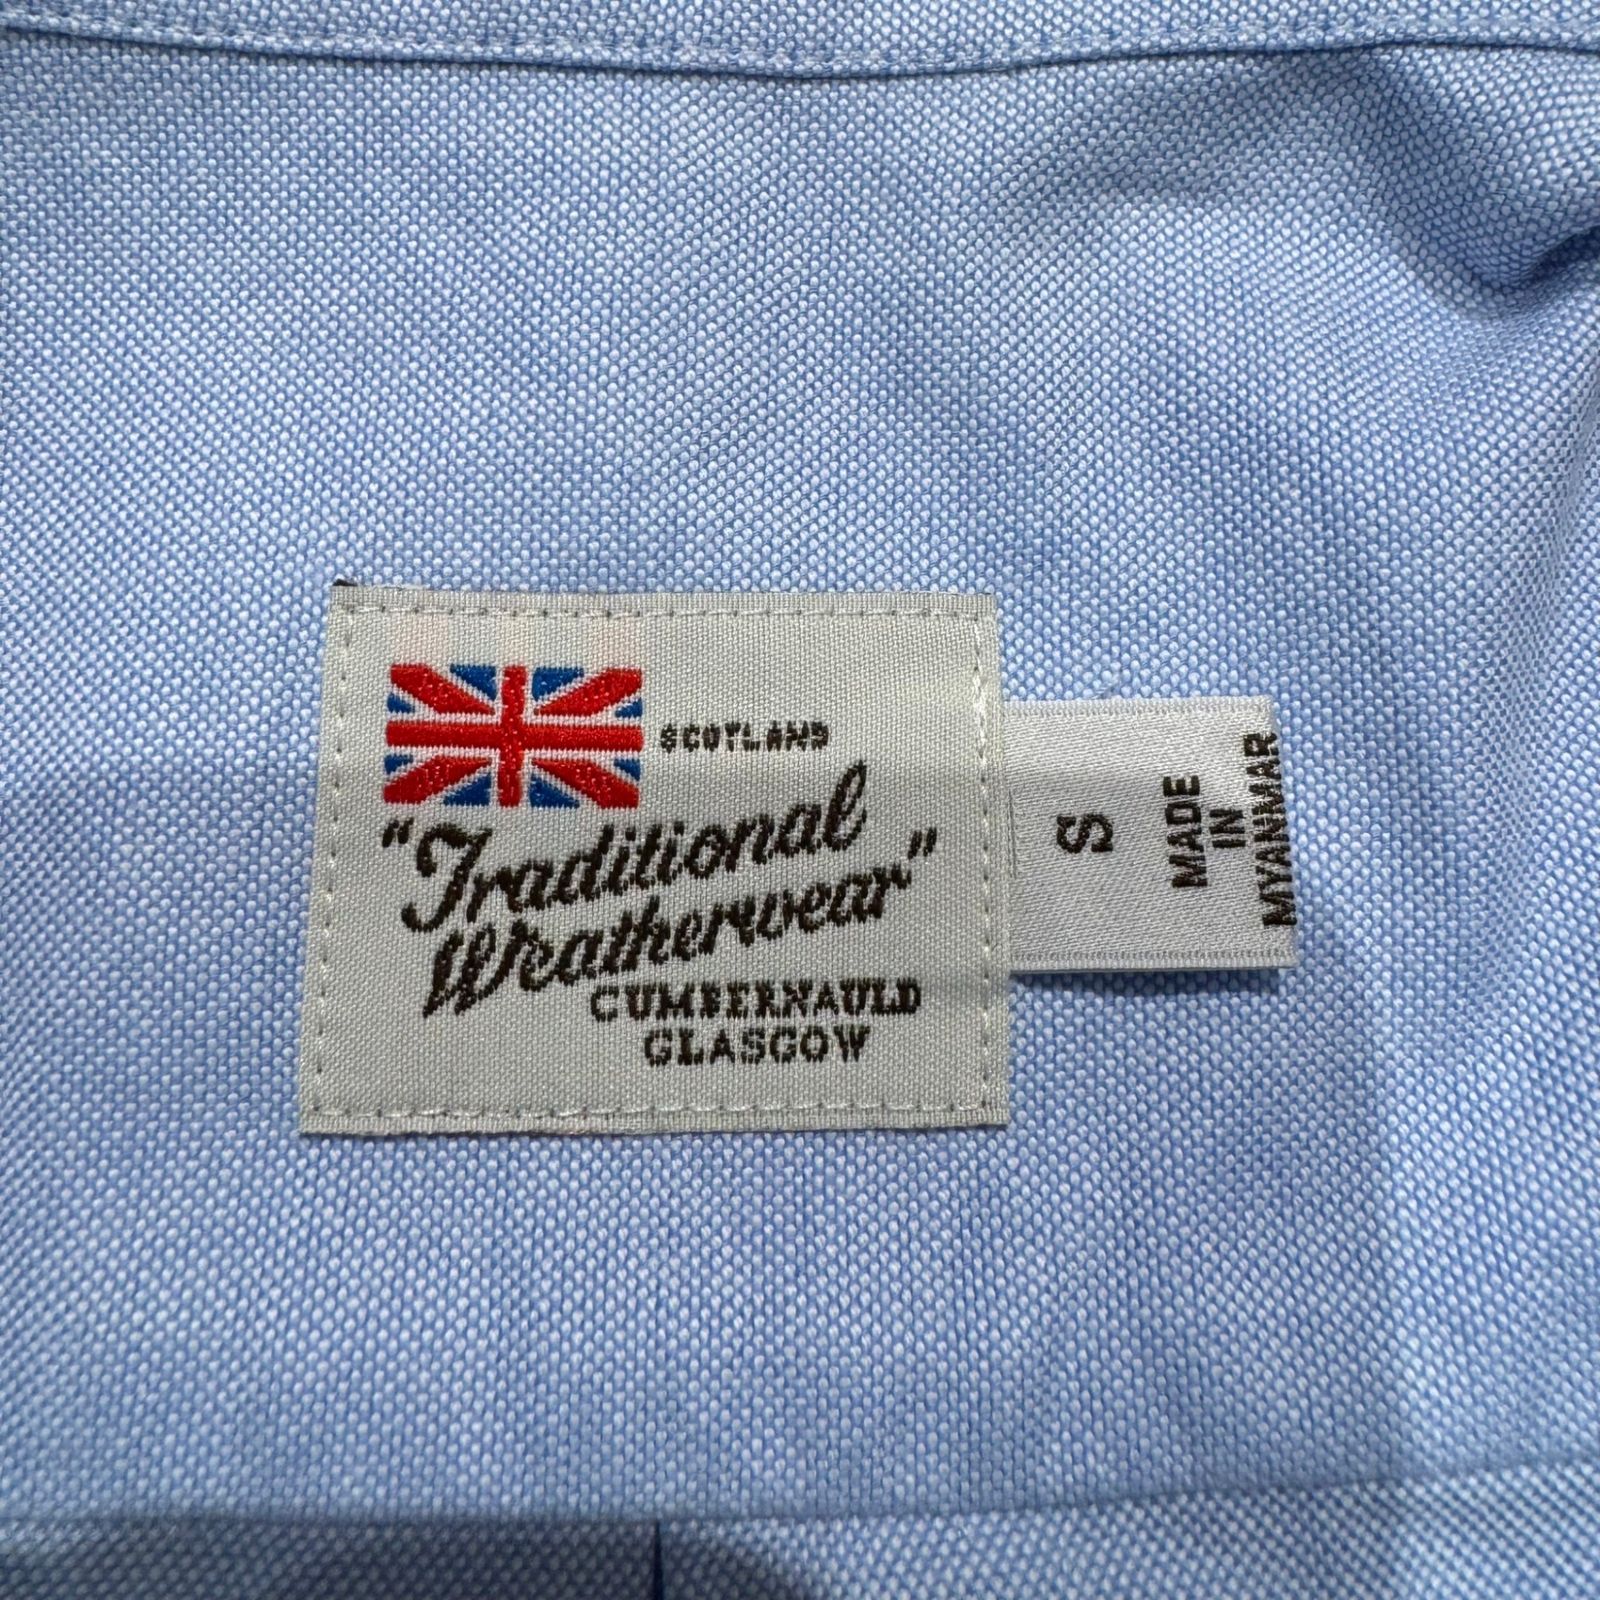 SCOTLAND
"Traditional
Weatherwear"
CUMBERNAULD
GLASGOW
S
MADE
IN
MYANMAR